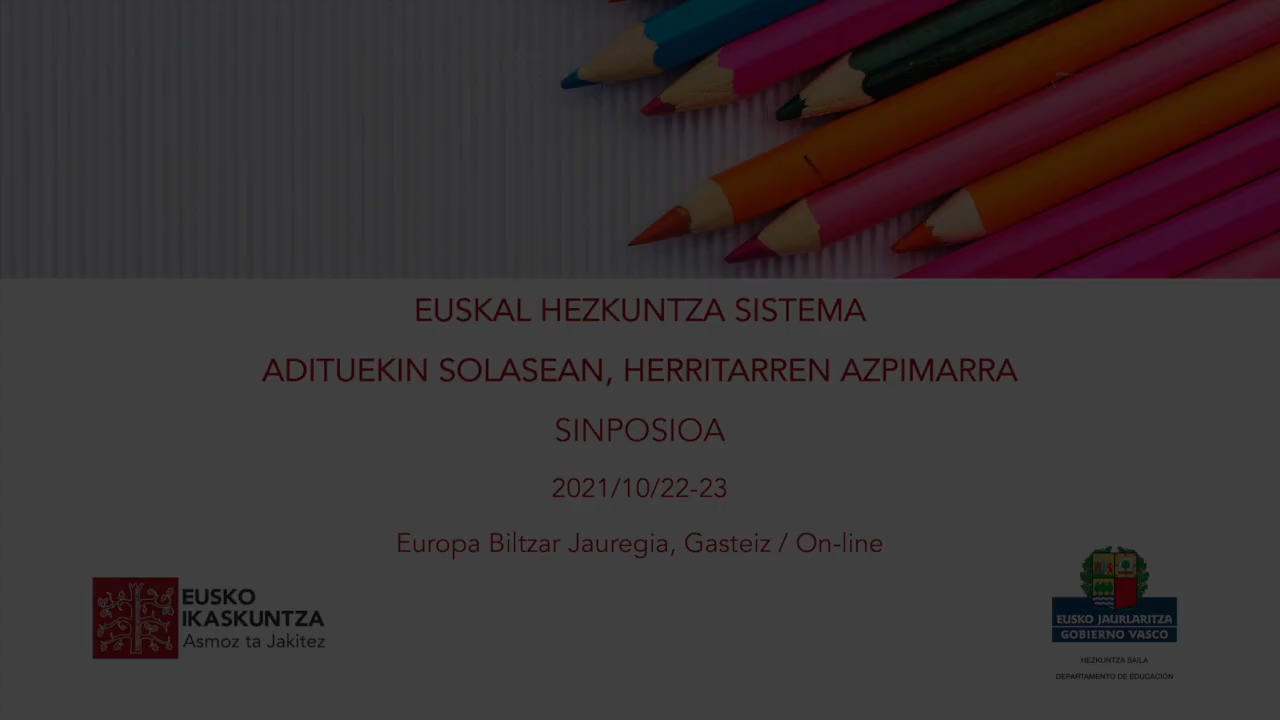 EUSKAL HEZKUNTZA SISTEMA
ADITUEKIN SOLASEAN, HERRITARREN AZPIMARRA
SINPOSIOA
2021/10/22-23
Europa Biltzar Jauregia, Gasteiz / On-line
EUSKO
IKASKUNTZA
Asmoz ta Jakitez
EUSKO JAURLARITZA
GOBIERNO VASCO
HEZKUNTZA SAILA
DEPARTAMENTO DE EDUCACIÓN